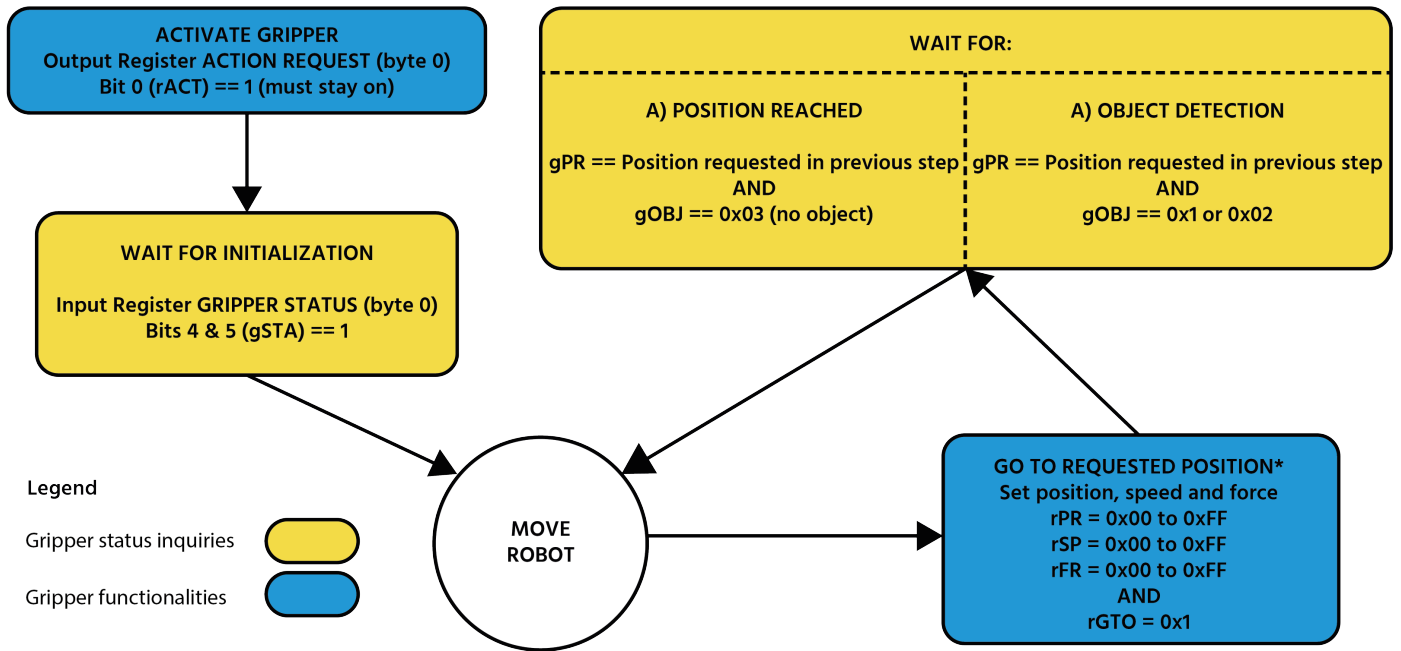 ACTIVATE GRIPPER
Output Register ACTION REQUEST (byte 0)
Bit 0 (rACT) == 1 (must stay on)
WAIT FOR INITIALIZATION
Input Register GRIPPER STATUS (byte 0)
Bits 4 & 5 (gSTA) == 1
WAIT FOR:
A) POSITION REACHED
gPR == Position requested in previous step
AND
gOBJ == 0x03 (no object)
A) OBJECT DETECTION
gPR == Position requested in previous step
AND
gOBJ == 0x1 or 0x02
MOVE
ROBOT
GO TO REQUESTED POSITION*
Set position, speed and force
rPR = 0x00 to 0xFF
rSP = 0x00 to 0xFF
rFR = 0x00 to 0xFF
AND
rGTO = 0x1
Legend
Gripper status inquiries
Gripper functionalities